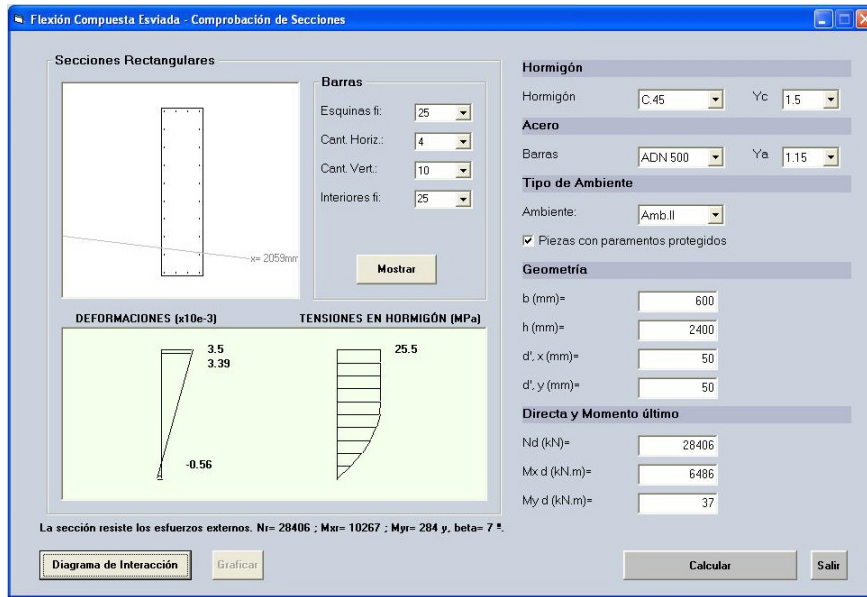 Flexión Compuesta Esviada - Comprobación de Secciones
Secciones Rectangulares
x= 2059mm
Barras
Esquinas fi: 25
Cant. Horiz.: 4
Cant. Vert.: 10
Interiores fi: 25
Mostrar
DEFORMACIONES (x10e-3) TENSIONES EN HORMIGÓN (MPa)
3.5 25.5
3.39
-0.56
Hormigón
Hormigón C.45 Yc 1.5
Acero
Barras ADN 500 Ya 1.15
Tipo de Ambiente
Ambiente: Amb.II
Piezas con paramentos protegidos
Geometría
b (mm)= 600
h (mm)= 2400
d', x (mm)= 50
d', y (mm)= 50
Directa y Momento último
Nd (kN)= 28406
Mx d (kN.m)= 6486
My d (kN.m)= 37
La sección resiste los esfuerzos externos. Nr= 28406 ; Mxr= 10267 ; Myr= 284 y, beta= 7 º.
Diagrama de Interacción Graficar Calcular Salir